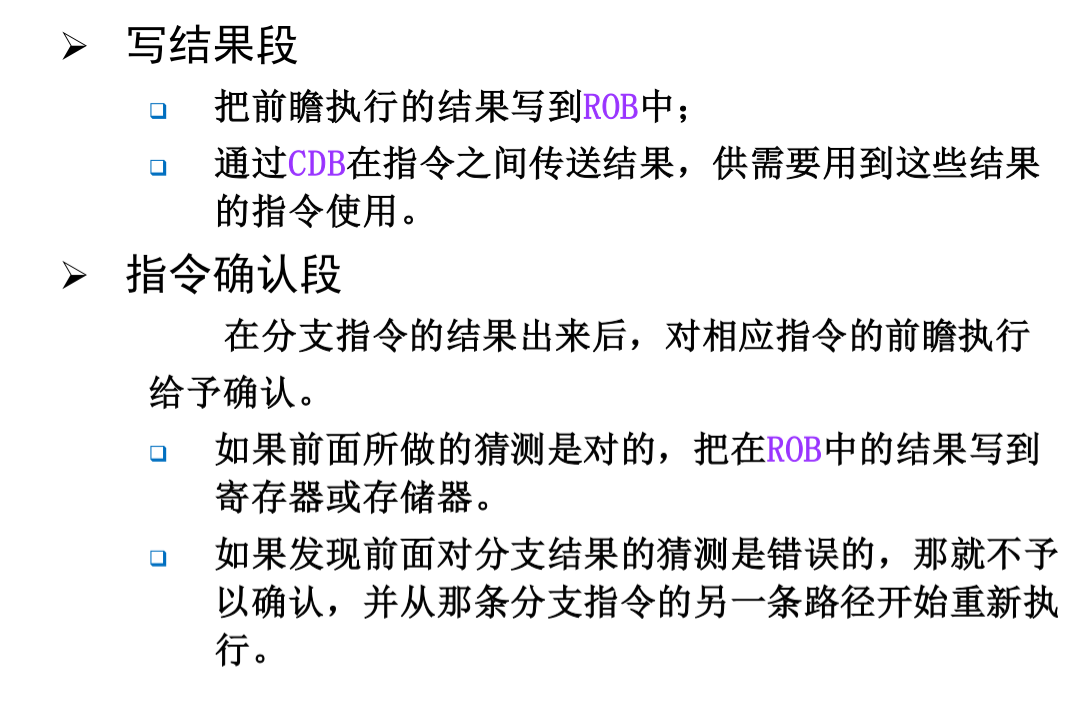 ➢ 写结果段
❑ 把前瞻执行的结果写到ROB中；
❑ 通过CDB在指令之间传送结果，供需要用到这些结果
的指令使用。
➢ 指令确认段
在分支指令的结果出来后，对相应指令的前瞻执行
给予确认。
❑ 如果前面所做的猜测是对的，把在ROB中的结果写到
寄存器或存储器。
❑ 如果发现前面对分支结果的猜测是错误的，那就不予
以确认，并从那条分支指令的另一条路径开始重新执
行。